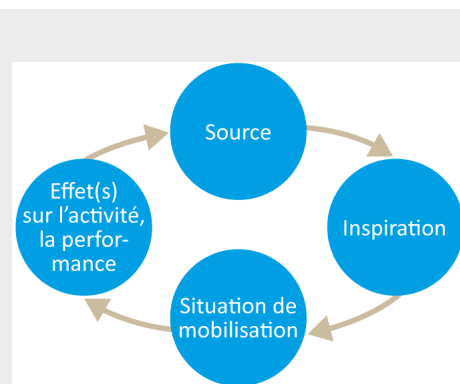 Source
Inspiration
Situation de
mobilisation
Effet(s)
sur l’activité,
la perfor-
mance